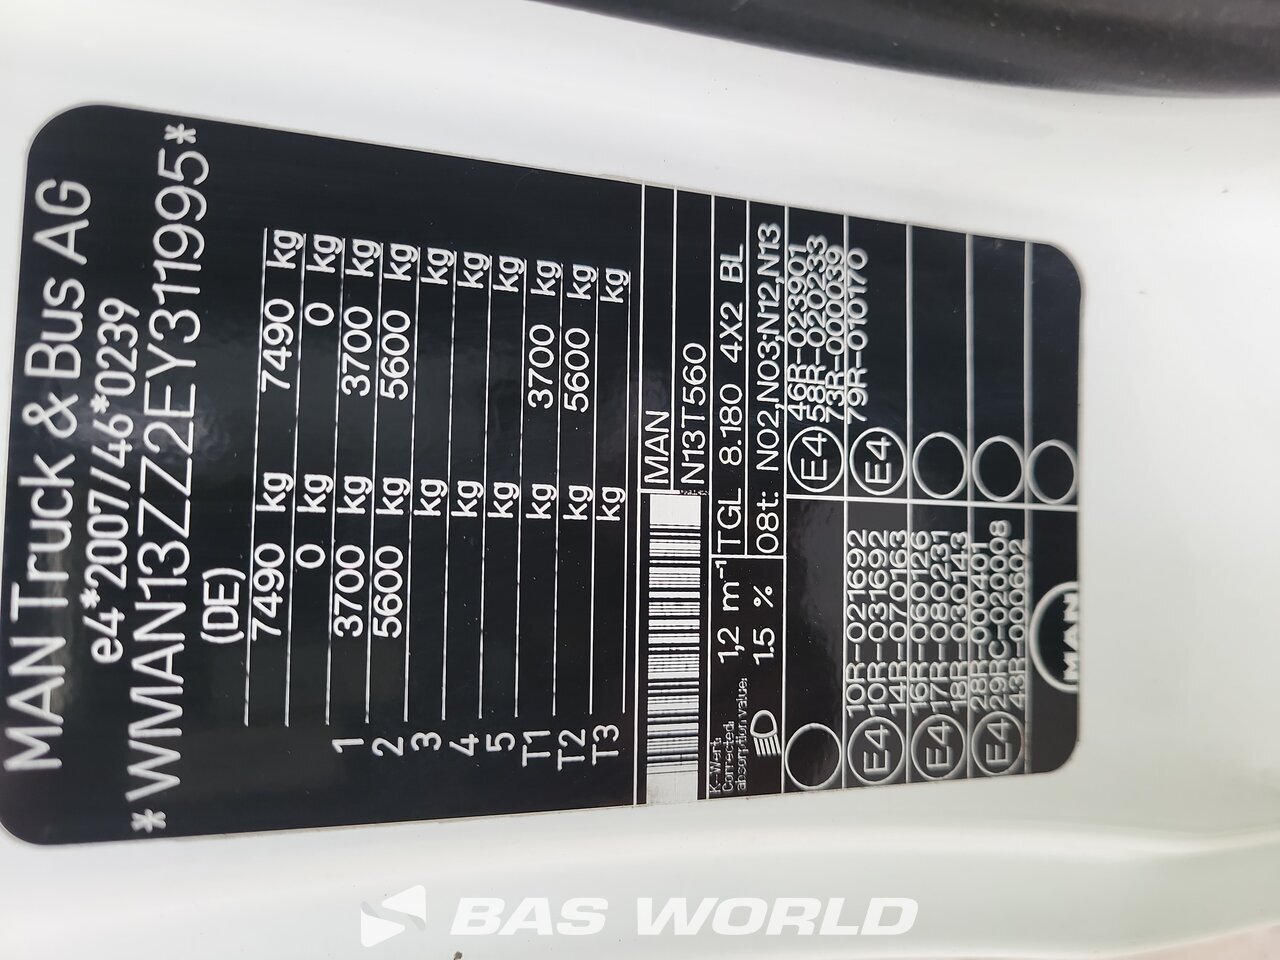 MAN Truck & Bus AG
e4*2007/46*0239
*WMAN13ZZ2EY311995*
(DE)
7490 kg 7490 kg
0 kg 0 kg
1 3700 kg 3700 kg
2 5600 kg 5600 kg
3 kg kg
4 kg kg
5 kg kg
T1 kg 3700 kg
T2 kg 5600 kg
T3 kg kg
MAN
N13T560
K-Wert:
Corrected
absorption value:
1,2 m⁻¹
TGL 8.180 4X2 BL
1.5 %
08t: N02,N03;N12,N13
E4 46R-023901
58R-020233
73R-000039
E4 79R-010170
E4 10R-021692
10R-031692
14R-070163
E4 16R-060126
17R-080231
18R-030143
E4 28R-000401
29RC-020008
43R-000602
MAN
BAS WORLD